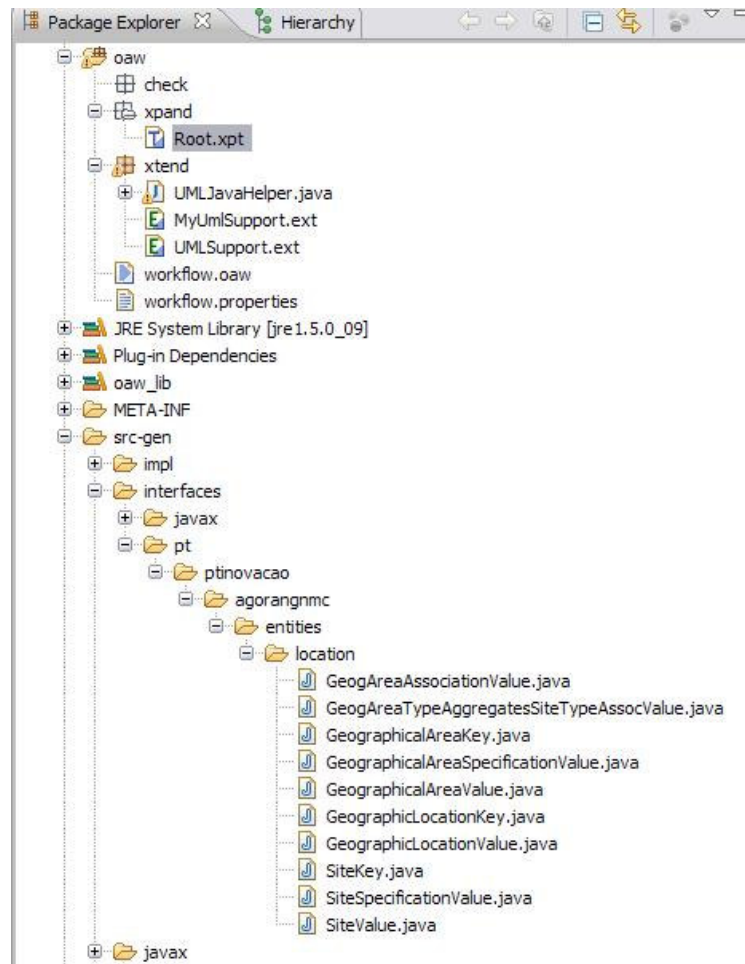 Package Explorer Hierarchy
oaw
check
xpand
Root.xpt
xtend
UMLJavaHelper.java
MyUmlSupport.ext
UMLSupport.ext
workflow.oaw
workflow.properties
JRE System Library [jre1.5.0_09]
Plug-in Dependencies
oaw_lib
META-INF
src-gen
impl
interfaces
javax
pt
ptinovacao
agorangnmc
entities
location
GeogAreaAssociationValue.java
GeogAreaTypeAggregatesSiteTypeAssocValue.java
GeographicalAreaKey.java
GeographicalAreaSpecificationValue.java
GeographicalAreaValue.java
GeographicLocationKey.java
GeographicLocationValue.java
SiteKey.java
SiteSpecificationValue.java
SiteValue.java
javax